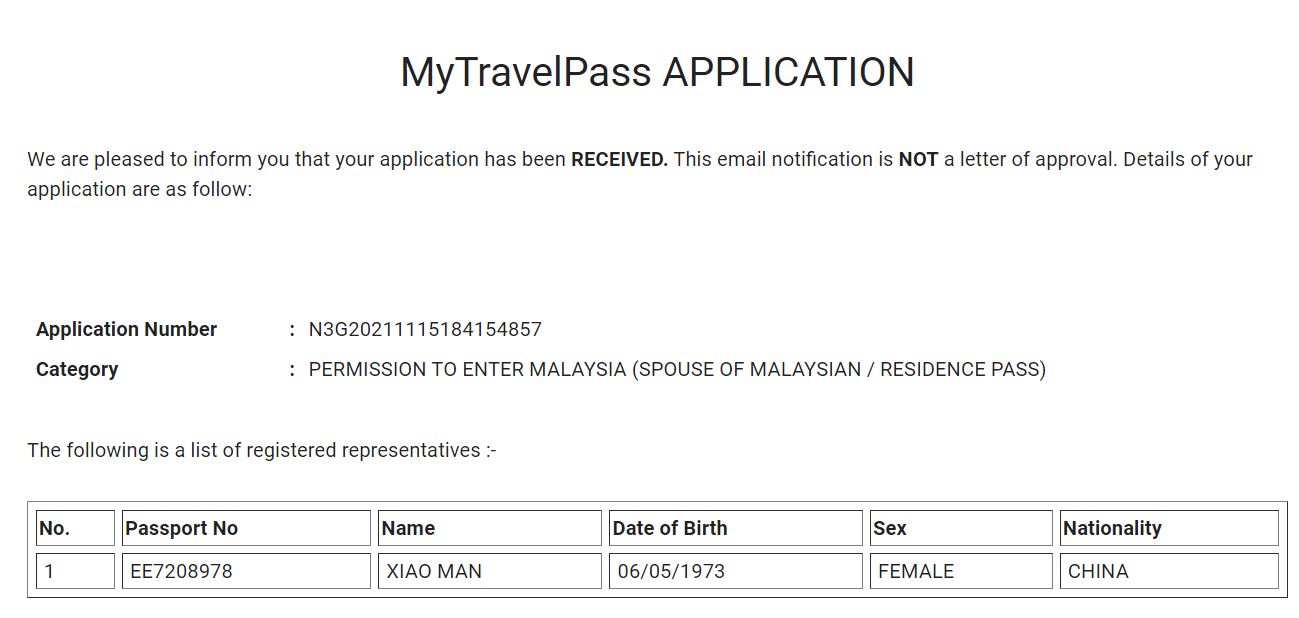 MyTravelPass APPLICATION
We are pleased to inform you that your application has been RECEIVED. This email notification is NOT a letter of approval. Details of your
application are as follow:
Application Number : N3G20211115184154857
Category : PERMISSION TO ENTER MALAYSIA (SPOUSE OF MALAYSIAN / RESIDENCE PASS)
The following is a list of registered representatives :-
No. Passport No Name Date of Birth Sex Nationality
1 EE7208978 XIAO MAN 06/05/1973 FEMALE CHINA